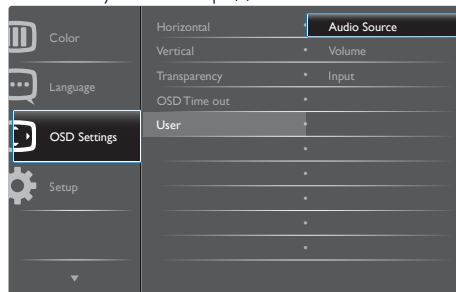 Color
Language
OSD Settings
Setup
Horizontal
Vertical
Transparency
OSD Time out
User
Audio Source
Volume
Input